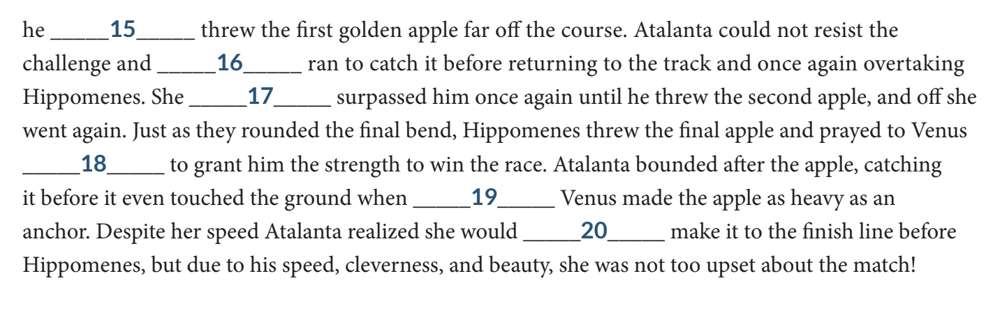 he _____15_____ threw the first golden apple far off the course. Atalanta could not resist the
challenge and _____16_____ ran to catch it before returning to the track and once again overtaking
Hippomenes. She _____17_____ surpassed him once again until he threw the second apple, and off she
went again. Just as they rounded the final bend, Hippomenes threw the final apple and prayed to Venus
_____18_____ to grant him the strength to win the race. Atalanta bounded after the apple, catching
it before it even touched the ground when _____19_____ Venus made the apple as heavy as an
anchor. Despite her speed Atalanta realized she would _____20_____ make it to the finish line before
Hippomenes, but due to his speed, cleverness, and beauty, she was not too upset about the match!